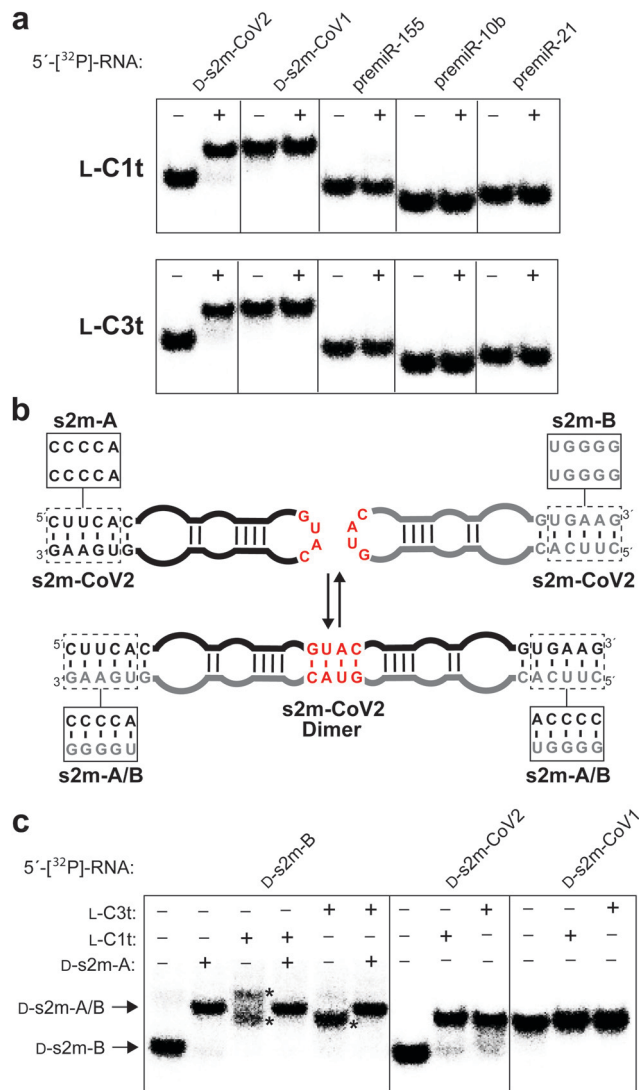 a
5´-[³²P]-RNA: D-s2m-CoV2 D-s2m-CoV1 premiR-155 premiR-10b premiR-21
– + – + – + – + – +
L-C1t
– + – + – + – + – +
L-C3t
b
s2m-A s2m-B
CCCCA UGGGG
CCCCA UGGGG
5´ CUUCAC GUAC CAUG GUGAAG 3´
3´ GAAGUG CACUUC 5´
s2m-CoV2 s2m-CoV2
5´ CUUCAC GUAC GUGAAG 3´
3´ GAAGUG CAUG CACUUC 5´
s2m-CoV2
Dimer
CCCCA ACCCC
GGGGU UGGGG
s2m-A/B s2m-A/B
c
5´-[³²P]-RNA: D-s2m-B D-s2m-CoV2 D-s2m-CoV1
L-C3t: – – – – + + – – + – – +
L-C1t: – – + + – – – + – – + –
D-s2m-A: – + – + – + – – – – – –
*
D-s2m-A/B
* *
D-s2m-B